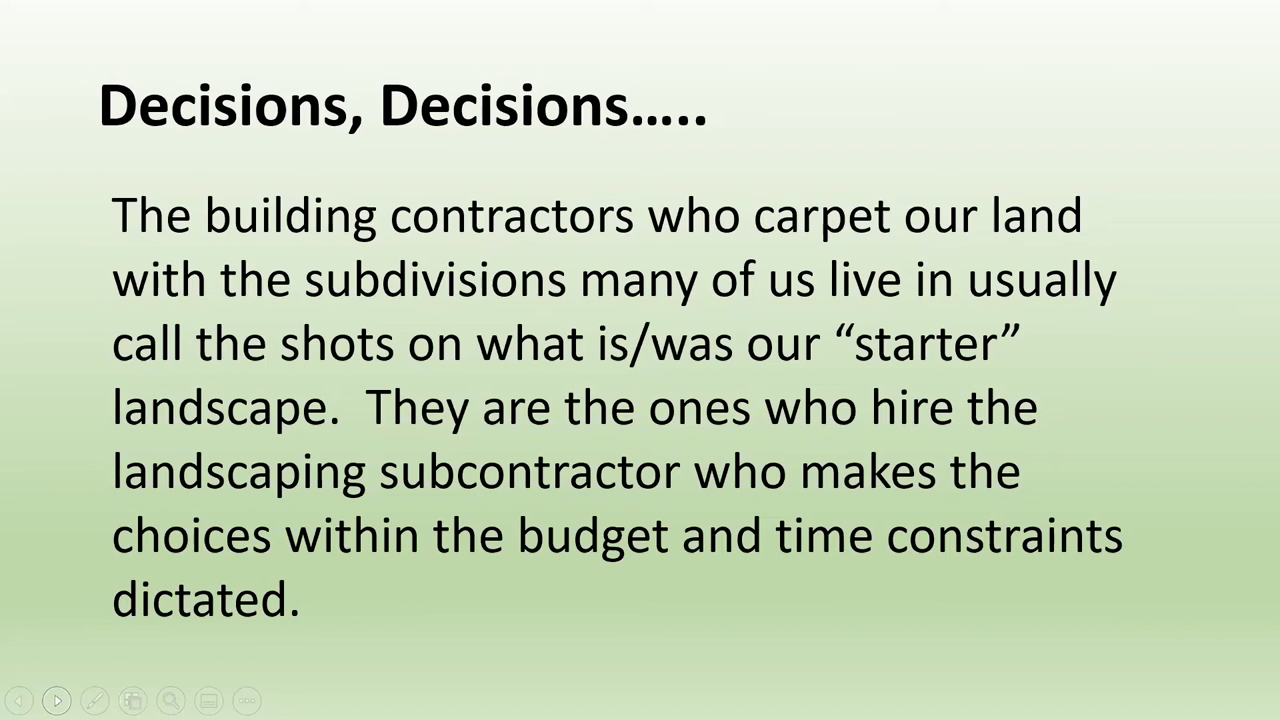 Decisions, Decisions…..
The building contractors who carpet our land
with the subdivisions many of us live in usually
call the shots on what is/was our “starter”
landscape.  They are the ones who hire the
landscaping subcontractor who makes the
choices within the budget and time constraints
dictated.